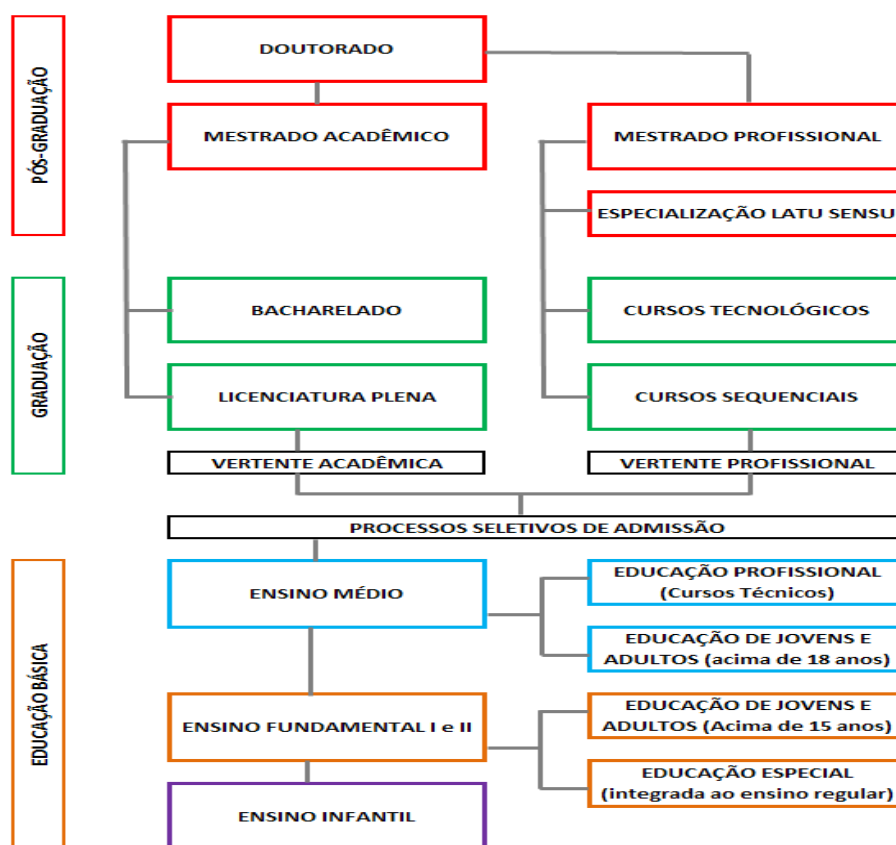 PÓS-GRADUAÇÃO
DOUTORADO
MESTRADO ACADÊMICO
MESTRADO PROFISSIONAL
ESPECIALIZAÇÃO LATU SENSU
GRADUAÇÃO
BACHARELADO
CURSOS TECNOLÓGICOS
LICENCIATURA PLENA
CURSOS SEQUENCIAIS
VERTENTE ACADÊMICA
VERTENTE PROFISSIONAL
PROCESSOS SELETIVOS DE ADMISSÃO
EDUCAÇÃO BÁSICA
ENSINO MÉDIO
EDUCAÇÃO PROFISSIONAL
(Cursos Técnicos)
EDUCAÇÃO DE JOVENS E
ADULTOS (acima de 18 anos)
ENSINO FUNDAMENTAL I e II
EDUCAÇÃO DE JOVENS E
ADULTOS (Acima de 15 anos)
EDUCAÇÃO ESPECIAL
(integrada ao ensino regular)
ENSINO INFANTIL